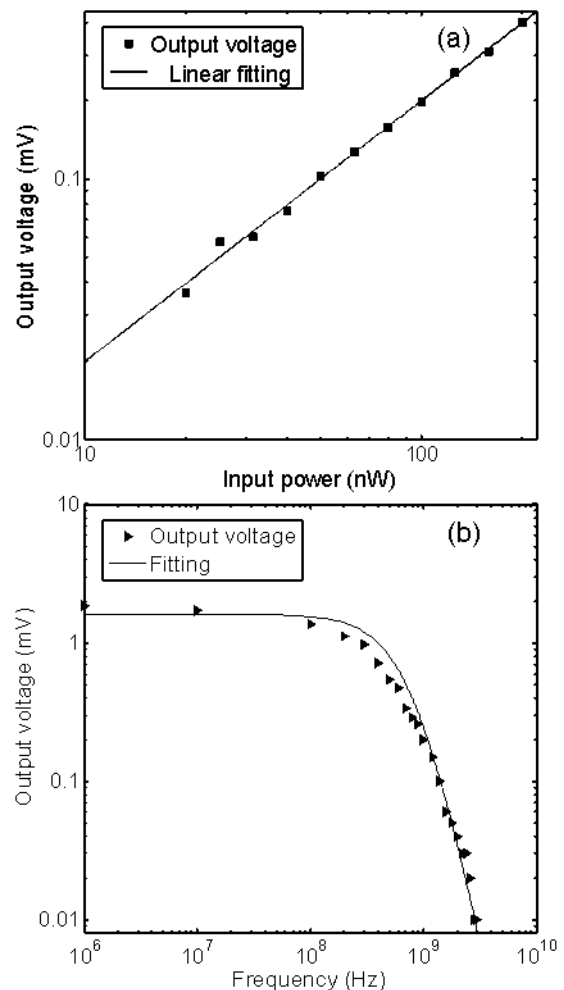 (a)
Output voltage
Linear fitting
Output voltage (mV)
0.1
0.01
10
100
Input power (nW)
(b)
Output voltage
Fitting
Output voltage (mV)
10
1
0.1
0.01
10⁶
10⁷
10⁸
10⁹
10¹⁰
Frequency (Hz)